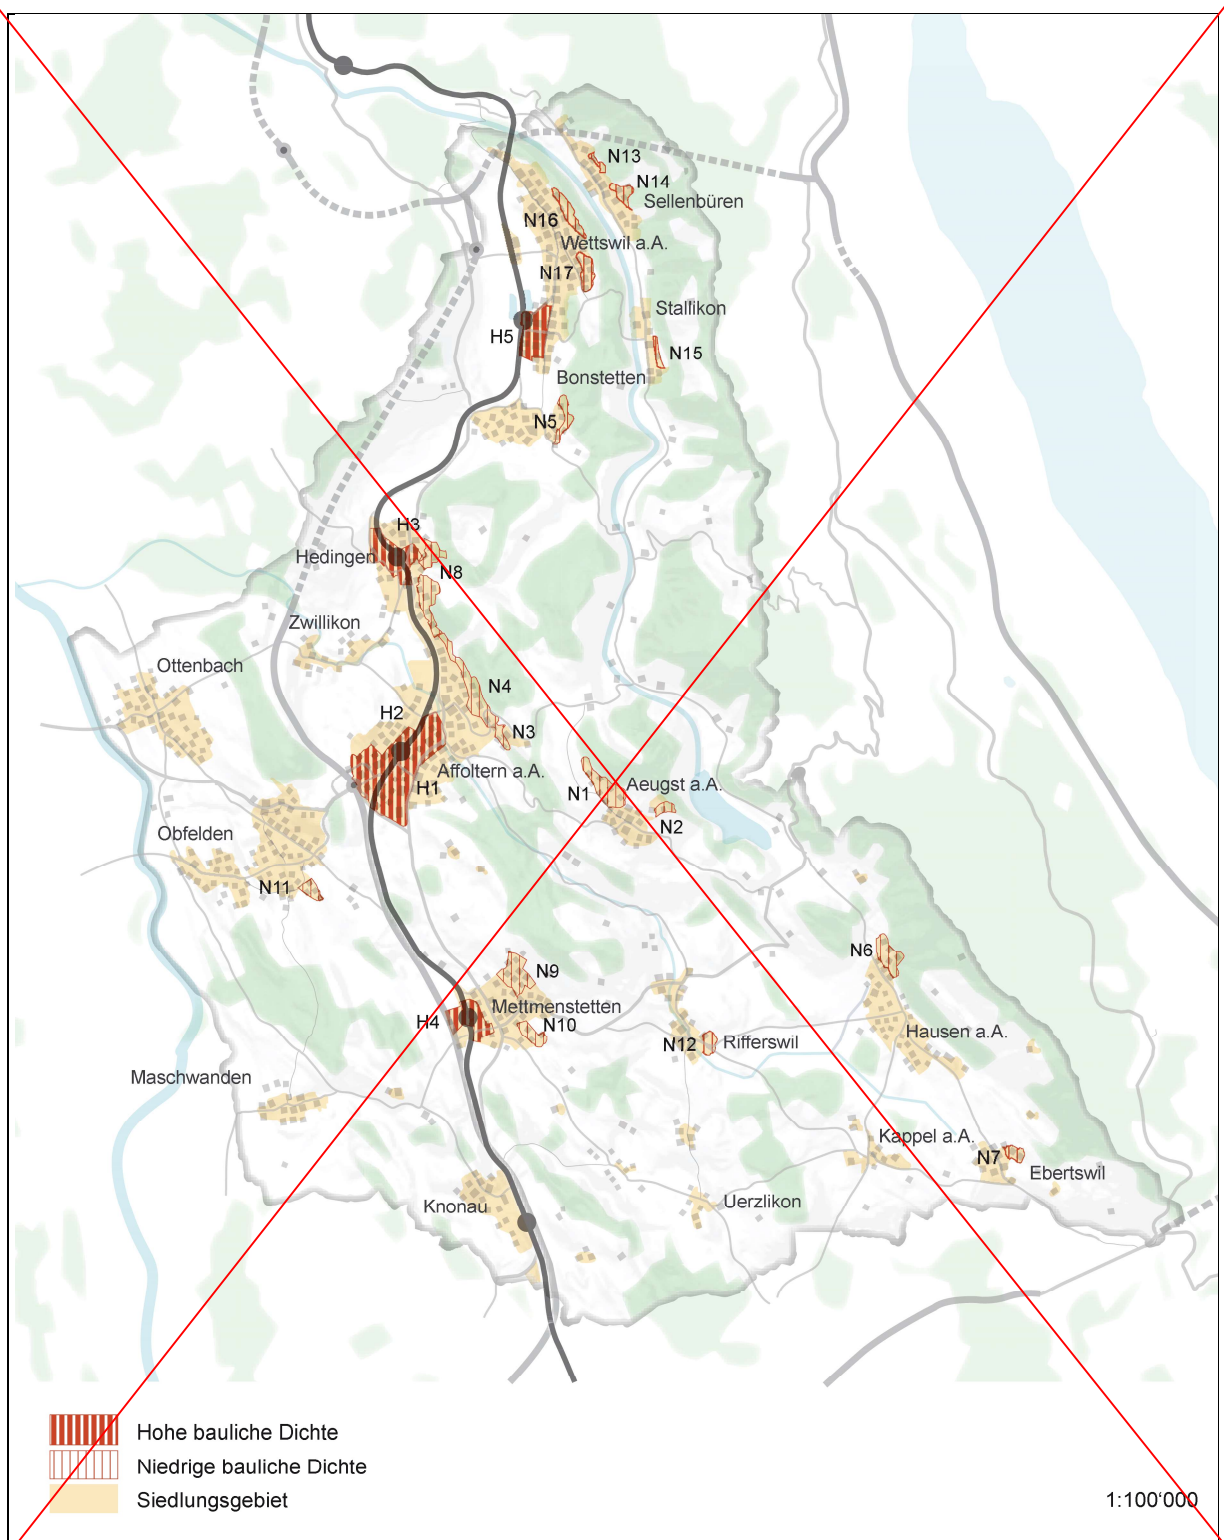 N13
N14
Sellenbüren
N16
Wettswil a.A.
N17
Stallikon
H5
N15
Bonstetten
N5
H3
Hedingen
N8
Zwillikon
Ottenbach
N4
H2
N3
Affoltern a.A.
H1
N1
Aeugst a.A.
N2
Obfelden
N11
N6
N9
Mettmenstetten
H4
N10
Hausen a.A.
N12
Rifferswil
Maschwanden
Kappel a.A.
N7
Ebertswil
Knonau
Uerzlikon
Hohe bauliche Dichte
Niedrige bauliche Dichte
Siedlungsgebiet
1:100'000